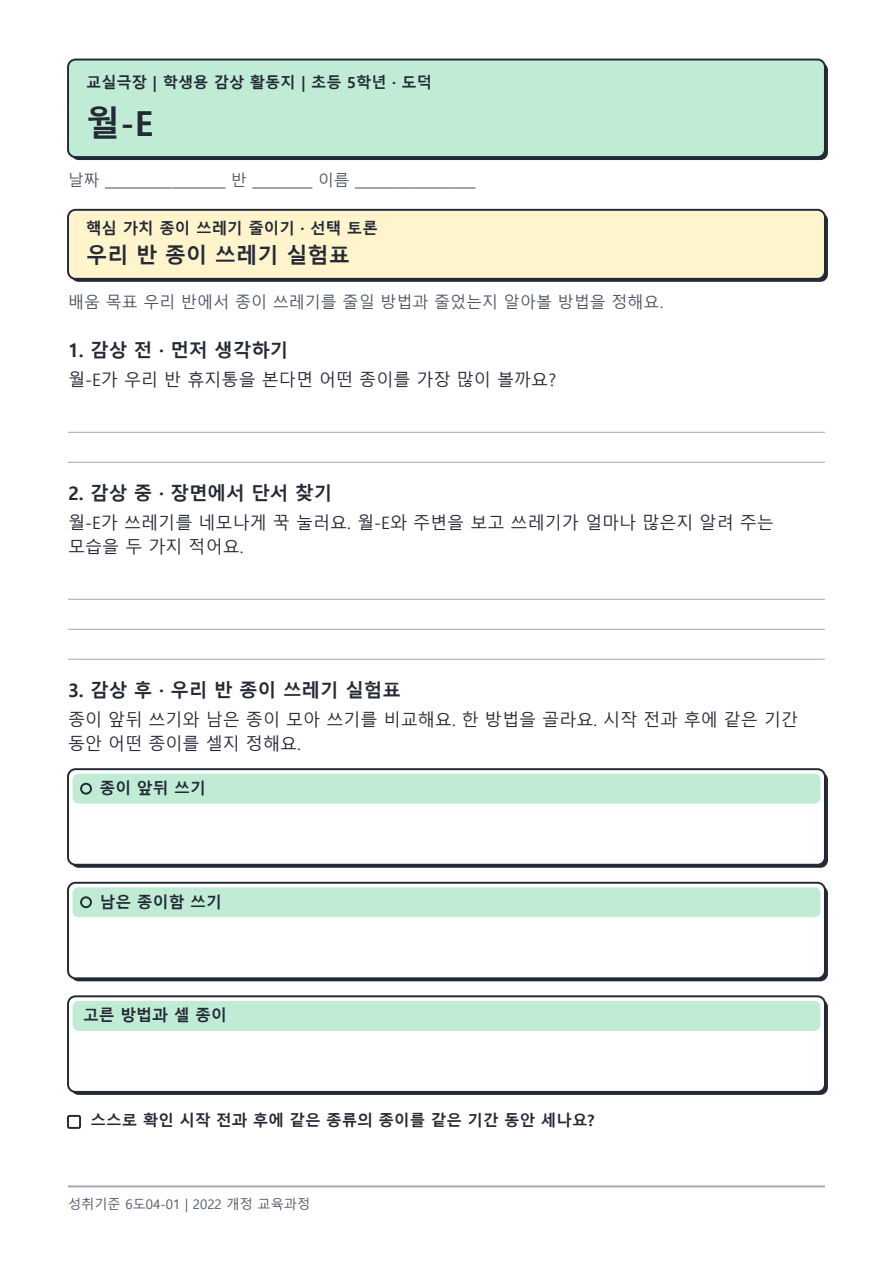 교실극장 | 학생용 감상 활동지 | 초등 5학년 · 도덕
월-E
날짜 _______________ 반 ________ 이름 _______________
핵심 가치 종이 쓰레기 줄이기 · 선택 토론
우리 반 종이 쓰레기 실험표
배움 목표 우리 반에서 종이 쓰레기를 줄일 방법과 줄었는지 알아볼 방법을 정해요.
1. 감상 전 · 먼저 생각하기
월-E가 우리 반 휴지통을 본다면 어떤 종이를 가장 많이 볼까요?
2. 감상 중 · 장면에서 단서 찾기
월-E가 쓰레기를 네모나게 꾹 눌러요. 월-E와 주변을 보고 쓰레기가 얼마나 많은지 알려 주는
모습을 두 가지 적어요.
3. 감상 후 · 우리 반 종이 쓰레기 실험표
종이 앞뒤 쓰기와 남은 종이 모아 쓰기를 비교해요. 한 방법을 골라요. 시작 전과 후에 같은 기간
동안 어떤 종이를 셀지 정해요.
종이 앞뒤 쓰기
남은 종이함 쓰기
고른 방법과 셀 종이
스스로 확인 시작 전과 후에 같은 종류의 종이를 같은 기간 동안 세나요?
성취기준 6도04-01 | 2022 개정 교육과정